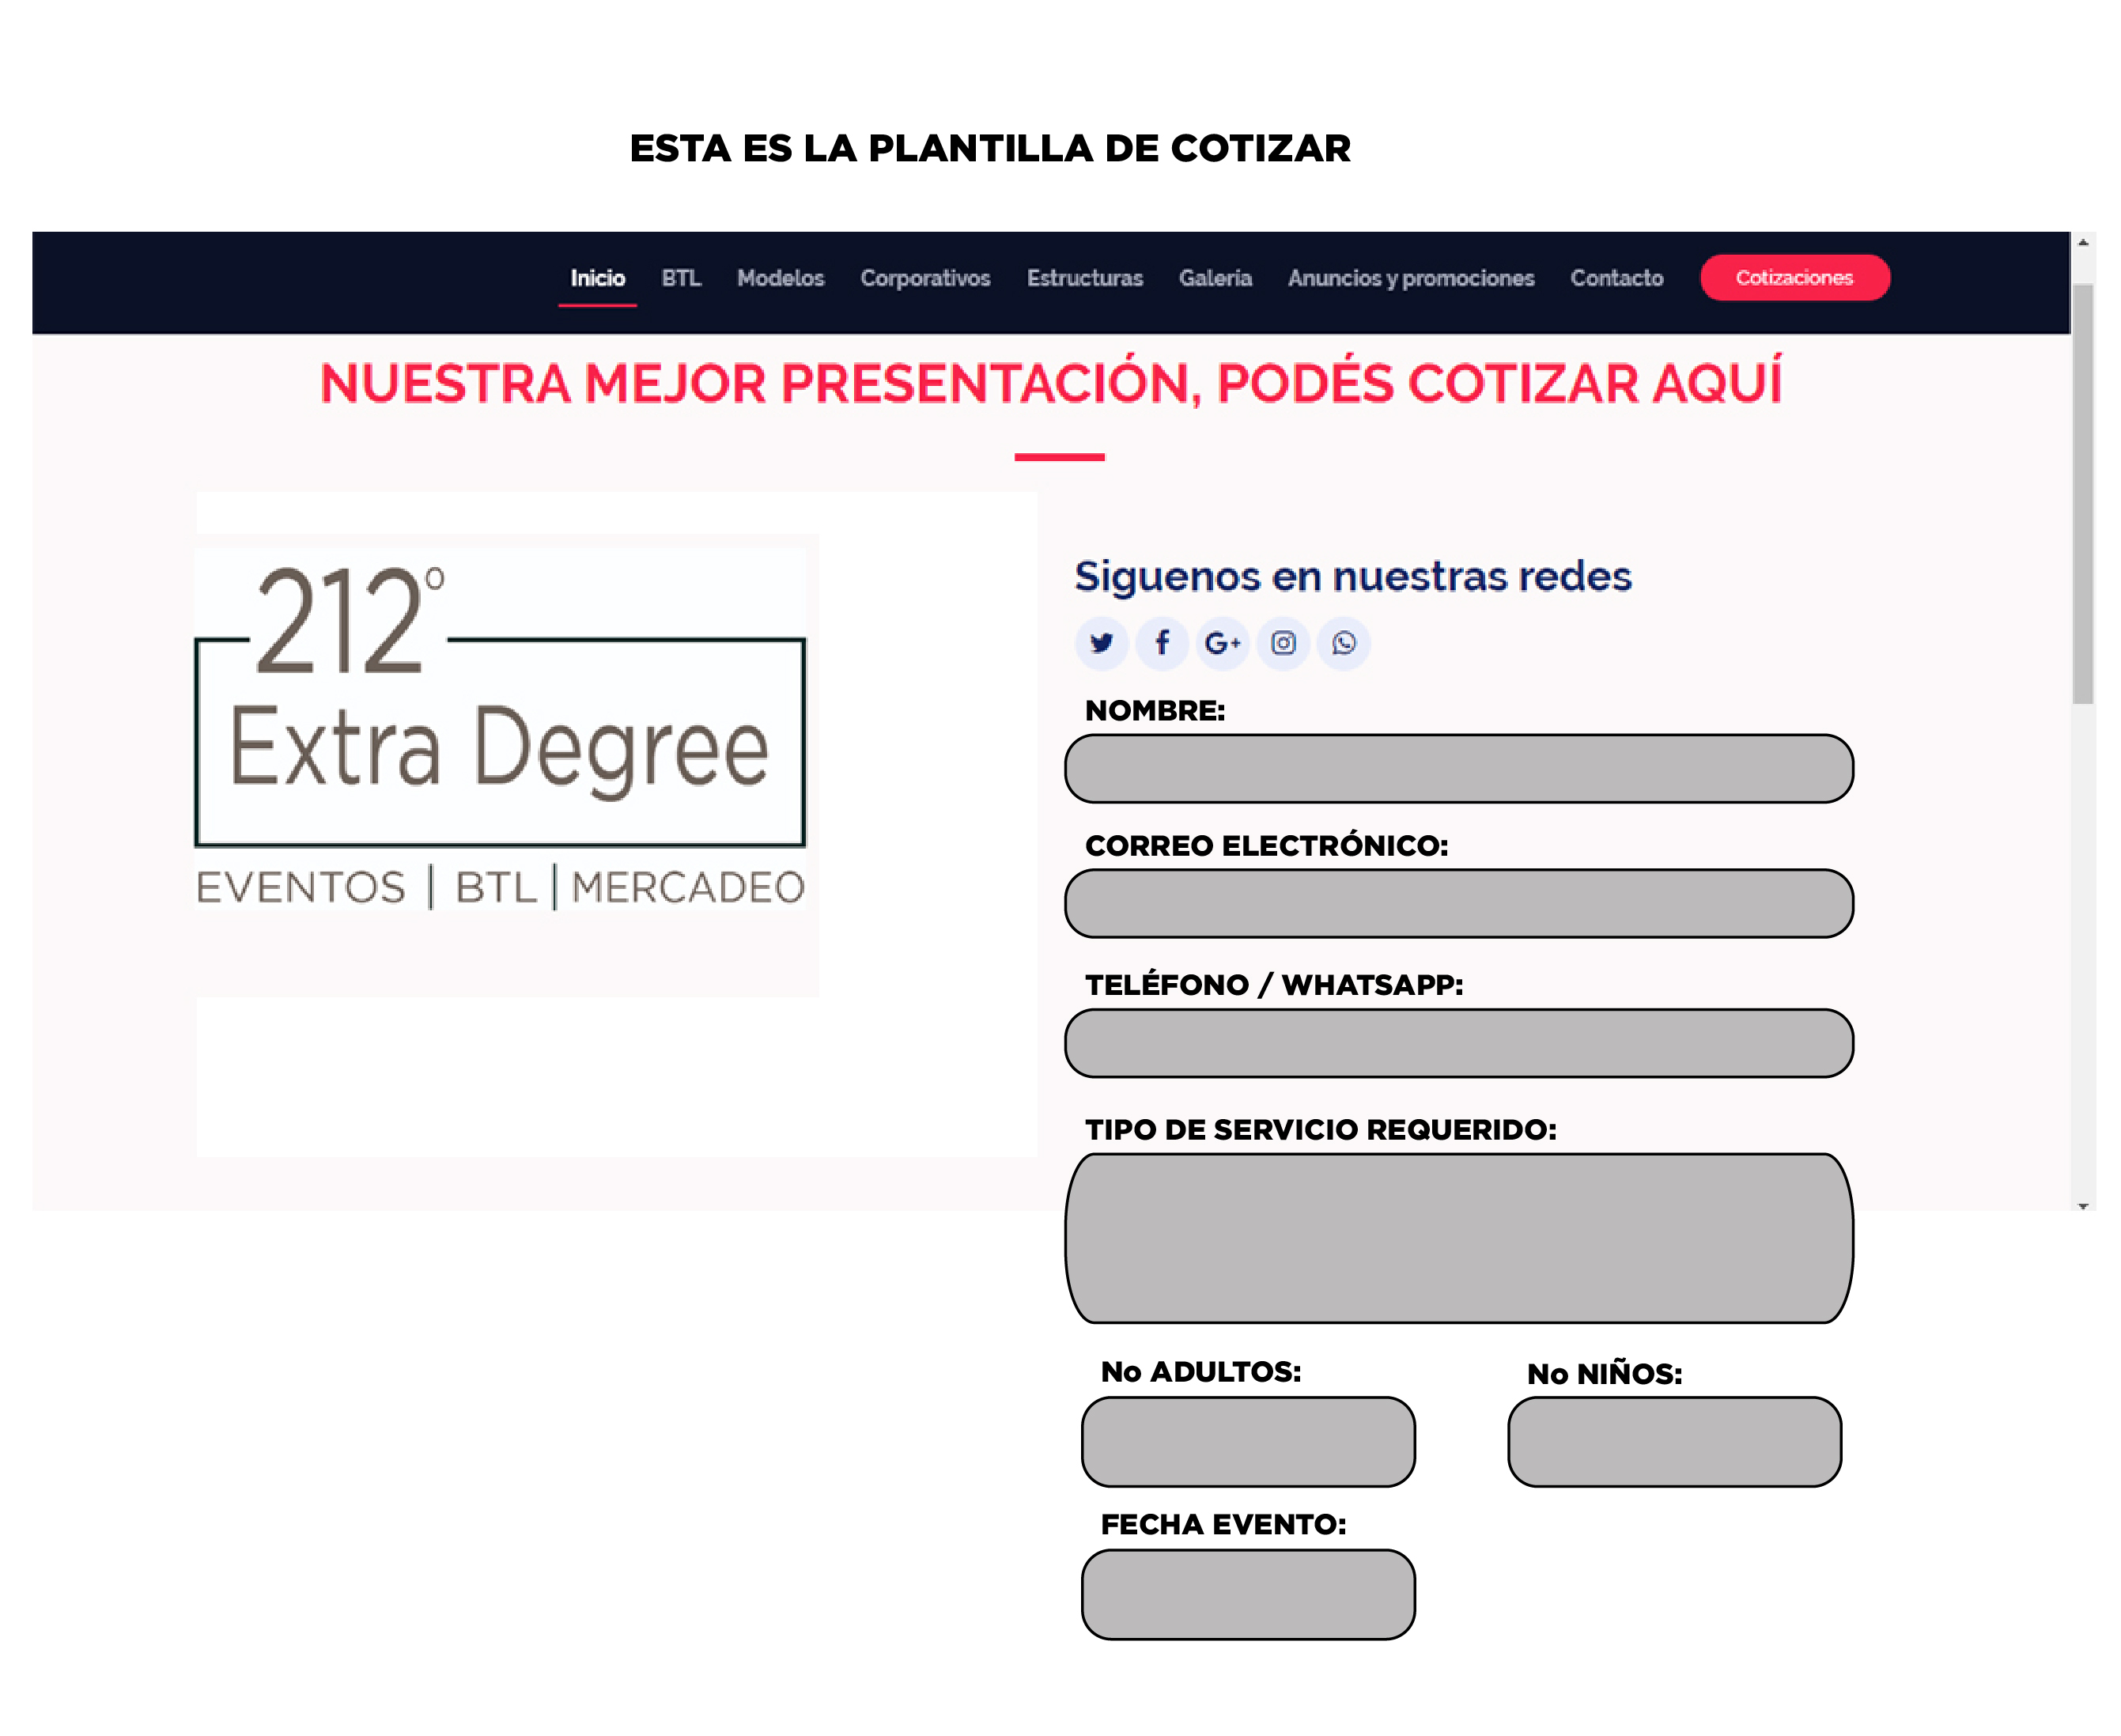 ESTA ES LA PLANTILLA DE COTIZAR
Inicio BTL Modelos Corporativos Estructuras Galería Anuncios y promociones Contacto Cotizaciones
NUESTRA MEJOR PRESENTACIÓN, PODÉS COTIZAR AQUÍ
212°
Extra Degree
EVENTOS | BTL | MERCADEO
Siguenos en nuestras redes
G+
NOMBRE:
CORREO ELECTRÓNICO:
TELÉFONO / WHATSAPP:
TIPO DE SERVICIO REQUERIDO:
No ADULTOS: No NIÑOS:
FECHA EVENTO: